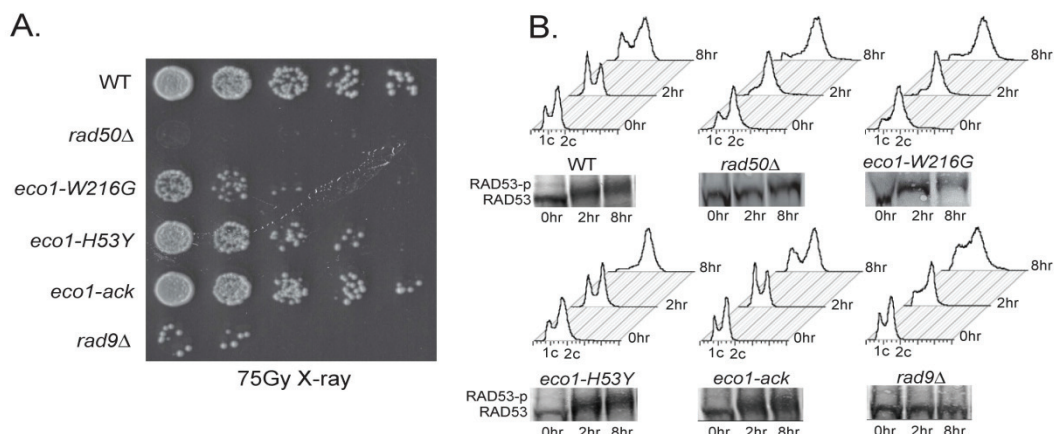 A.
WT
rad50Δ
eco1-W216G
eco1-H53Y
eco1-ack
rad9Δ
75Gy X-ray
B.
8hr 8hr 8hr
2hr 2hr 2hr
0hr 0hr 0hr
1c 2c 1c 2c 1c 2c
WT rad50Δ eco1-W216G
RAD53-p
RAD53
0hr 2hr 8hr 0hr 2hr 8hr 0hr 2hr 8hr
8hr 8hr 8hr
2hr 2hr 2hr
0hr 0hr 0hr
1c 2c 1c 2c 1c 2c
eco1-H53Y eco1-ack rad9Δ
RAD53-p
RAD53
0hr 2hr 8hr 0hr 2hr 8hr 0hr 2hr 8hr